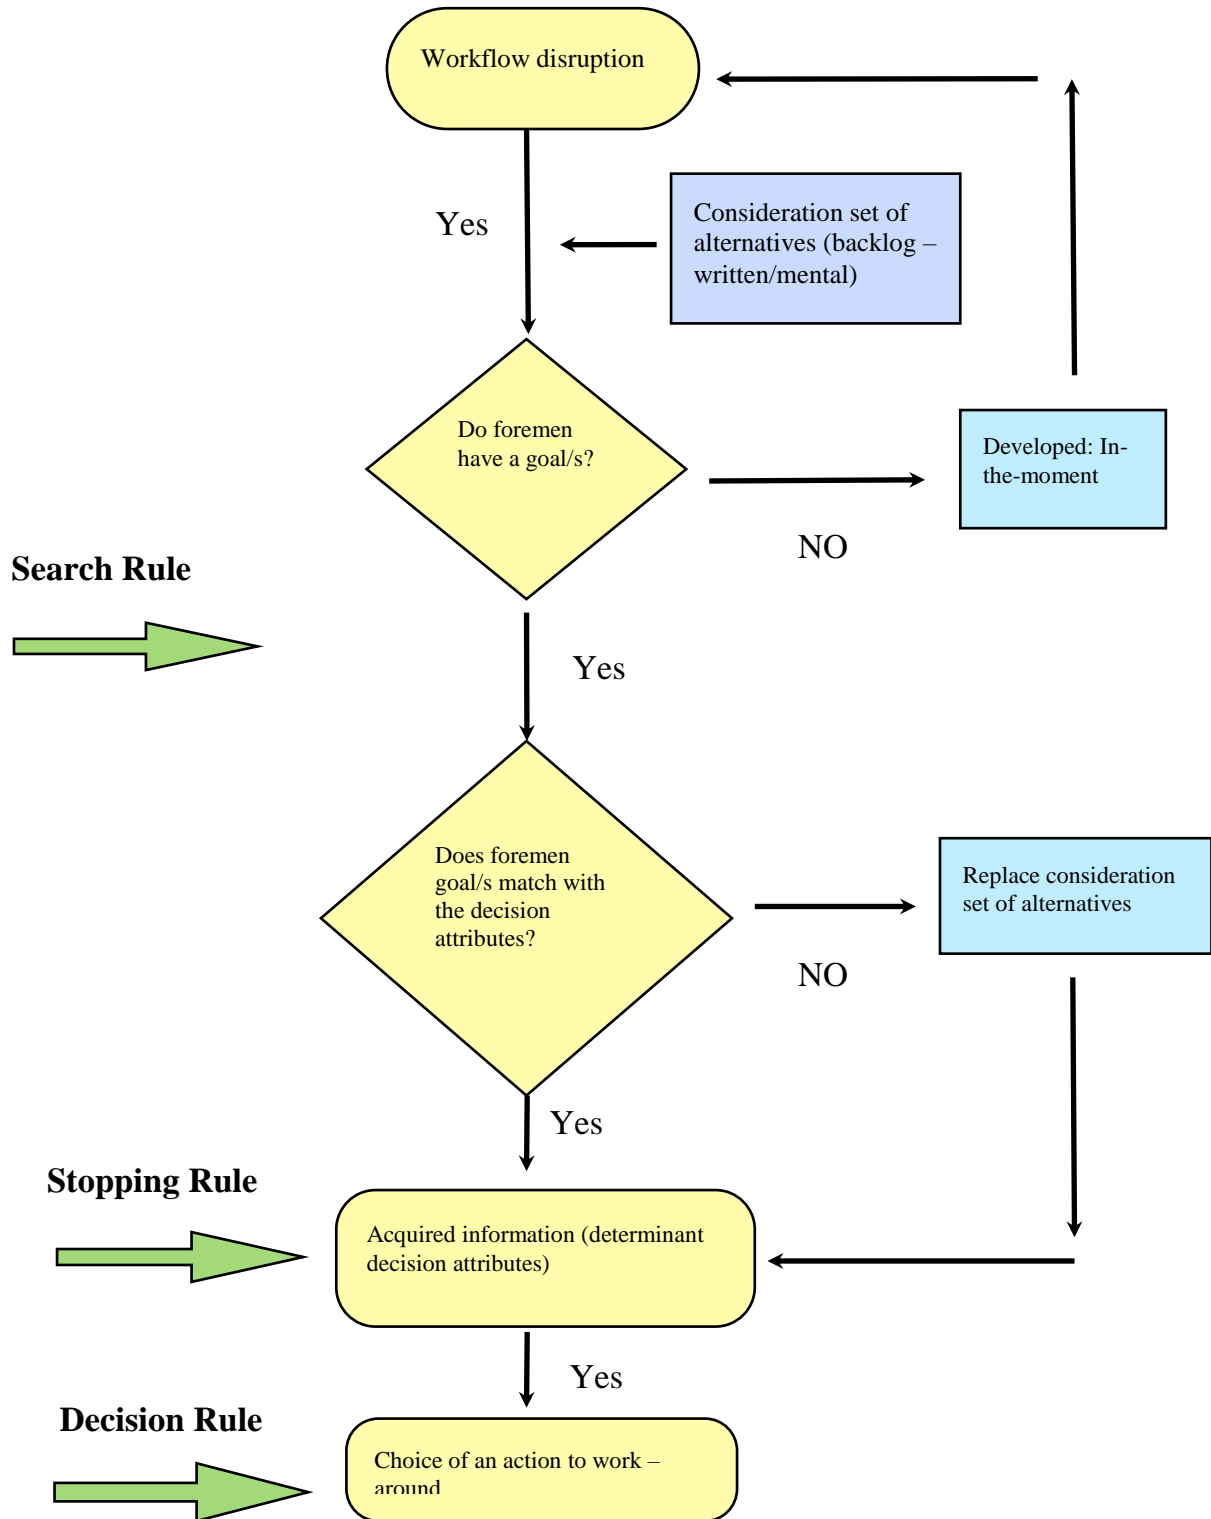 Workflow disruption
Yes
Consideration set of
alternatives (backlog –
written/mental)
Do foremen
have a goal/s?
Developed: In-
the-moment
NO
Search Rule
Yes
Does foremen
goal/s match with
the decision
attributes?
Replace consideration
set of alternatives
NO
Yes
Stopping Rule
Acquired information (determinant
decision attributes)
Yes
Decision Rule
Choice of an action to work –
around